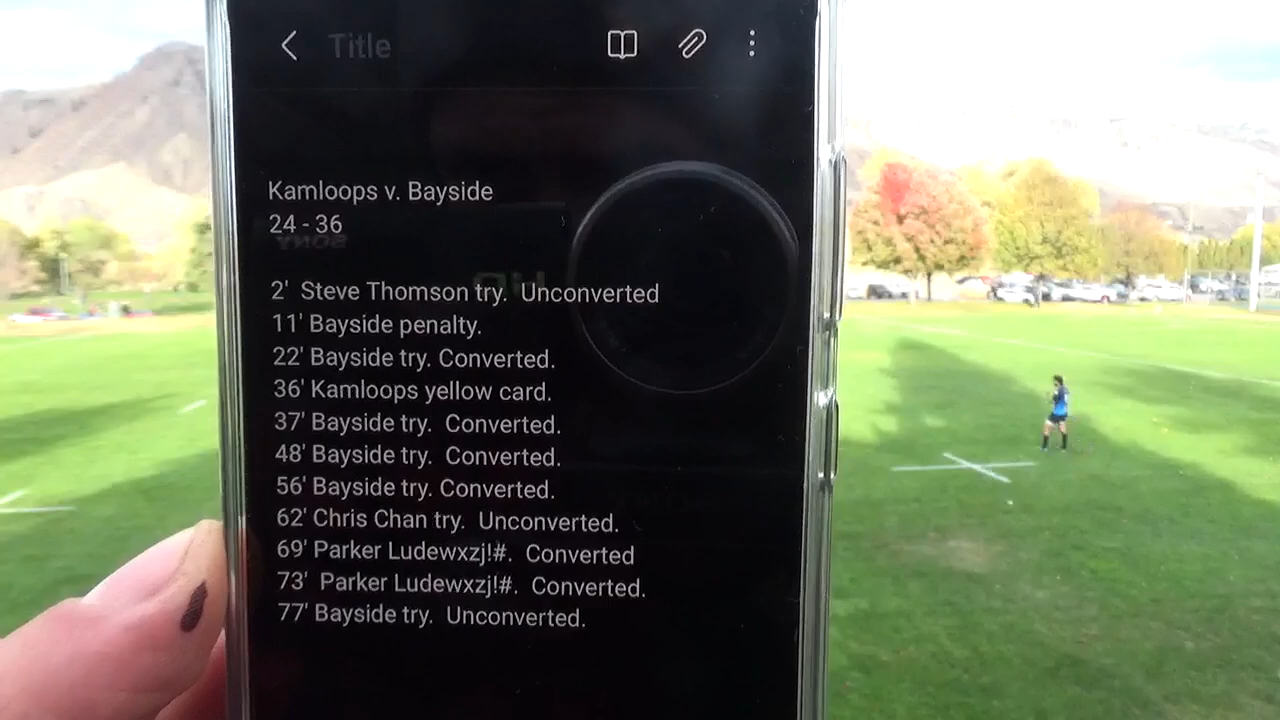 Title
Kamloops v. Bayside
24 - 36
2' Steve Thomson try. Unconverted
11' Bayside penalty.
22' Bayside try. Converted.
36' Kamloops yellow card.
37' Bayside try. Converted.
48' Bayside try. Converted.
56' Bayside try. Converted.
62' Chris Chan try. Unconverted.
69' Parker Ludewxzj!#. Converted
73' Parker Ludewxzj!#. Converted.
77' Bayside try. Unconverted.